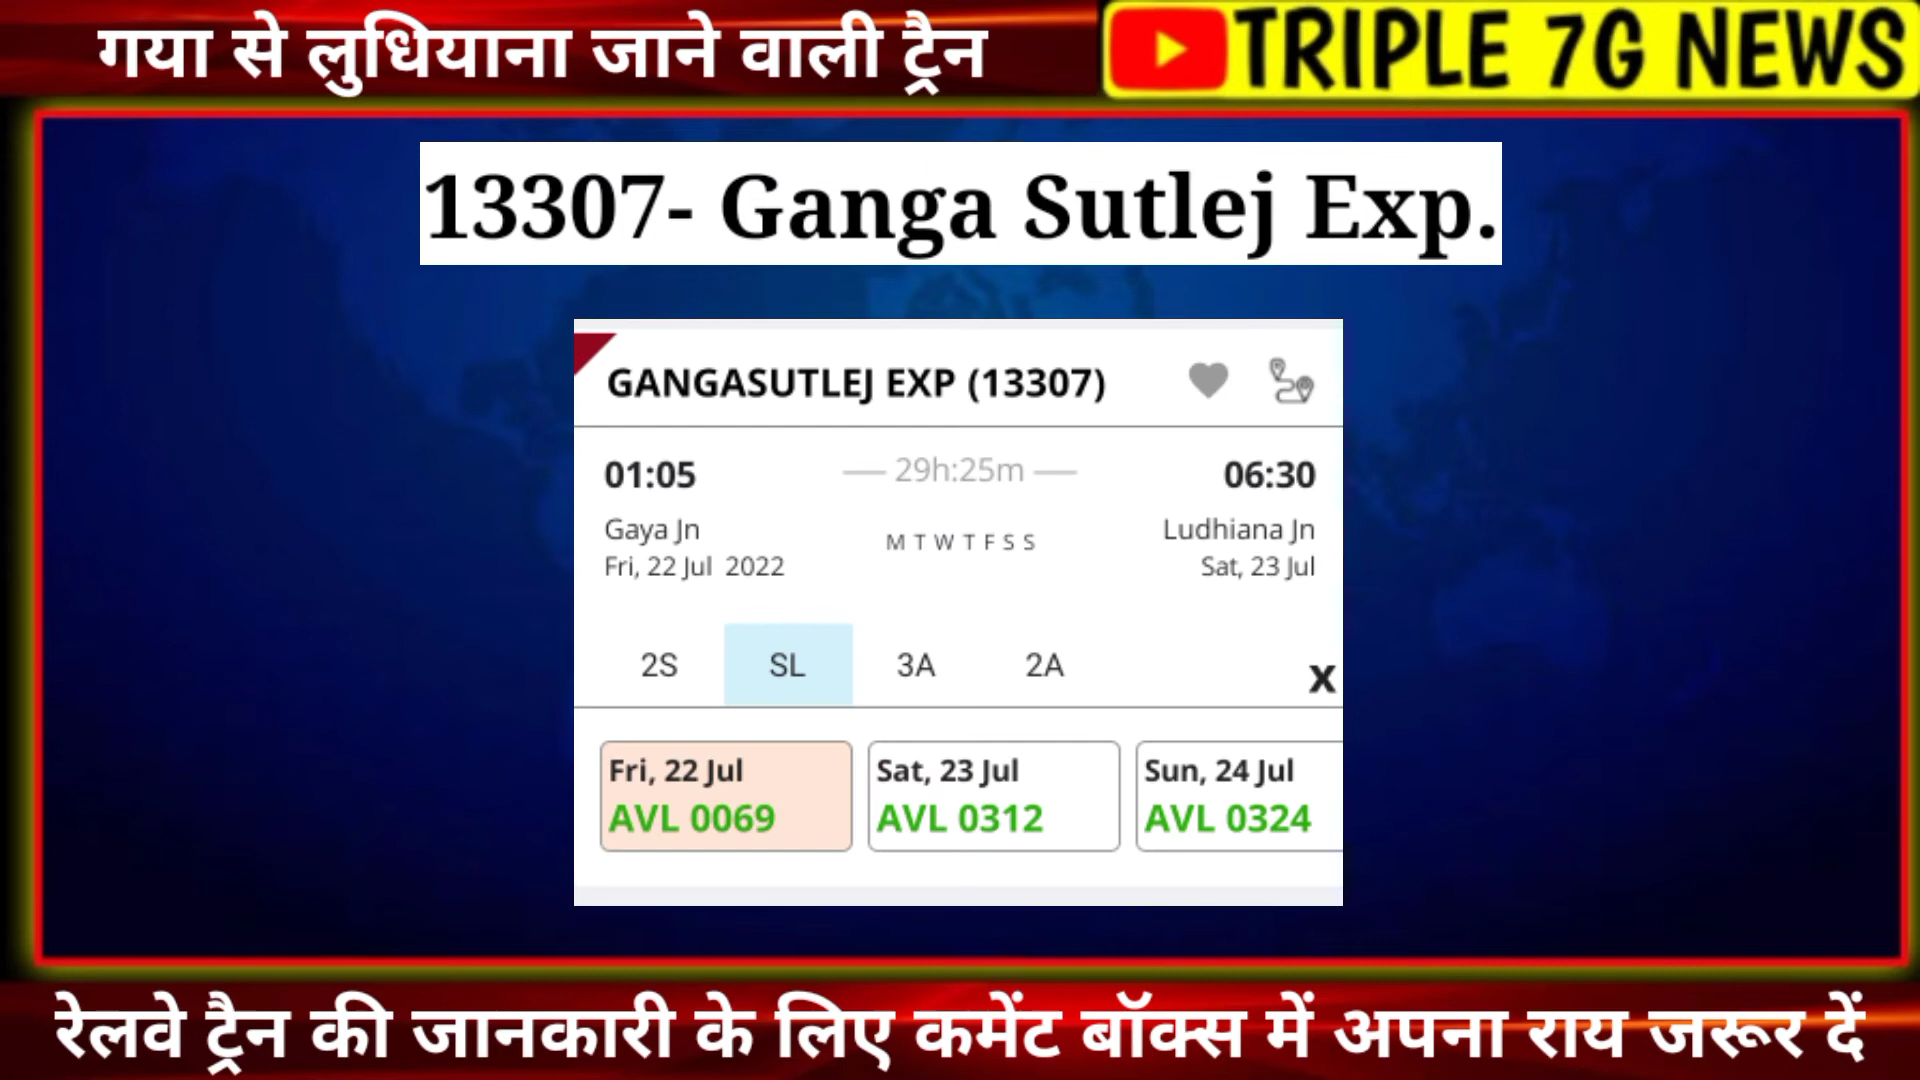 गया से लुधियाना जाने वाली ट्रैन
TRIPLE 7G NEWS
13307- Ganga Sutlej Exp.
GANGASUTLEJ EXP (13307)
01:05 29h:25m 06:30
Gaya Jn Ludhiana Jn
M T W T F S S
Fri, 22 Jul 2022 Sat, 23 Jul
2S SL 3A 2A X
Fri, 22 Jul Sat, 23 Jul Sun, 24 Jul
AVL 0069 AVL 0312 AVL 0324
रेलवे ट्रैन की जानकारी के लिए कमेंट बॉक्स में अपना राय जरूर दें